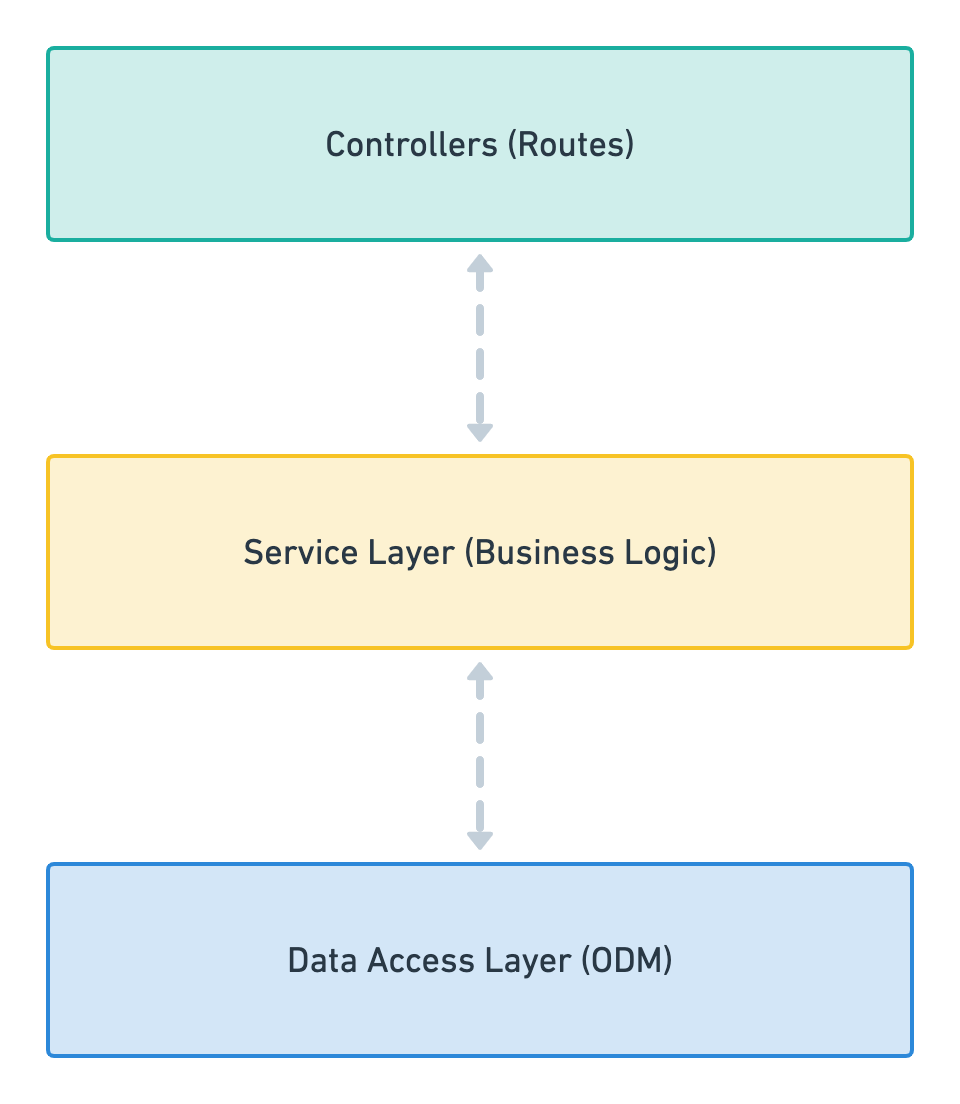 Controllers (Routes)
Service Layer (Business Logic)
Data Access Layer (ODM)